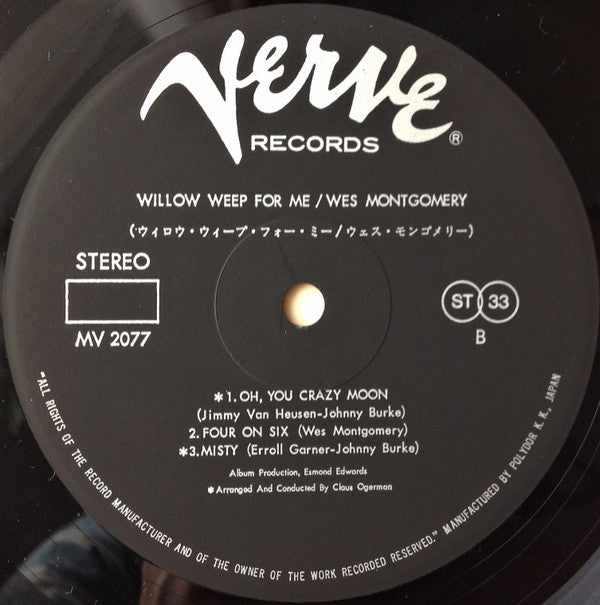 Verve
RECORDS ®
WILLOW WEEP FOR ME / WES MONTGOMERY
(ウィロウ・ウィープ・フォー・ミー/ウェス・モンゴメリー)
STEREO
MV 2077
ST 33
B
*1. OH, YOU CRAZY MOON
(Jimmy Van Heusen-Johnny Burke)
2. FOUR ON SIX (Wes Montgomery)
*3. MISTY (Erroll Garner-Johnny Burke)
Album Production, Esmond Edwards
*Arranged And Conducted By Claus Ogerman
"ALL RIGHTS OF THE RECORD MANUFACTURER AND OF THE OWNER OF THE WORK RECORDED RESERVED." MANUFACTURED BY POLYDOR K. K., JAPAN